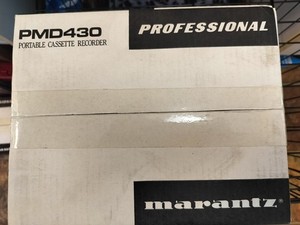 PMD430
PORTABLE CASSETTE RECORDER
PROFESSIONAL
marantz®